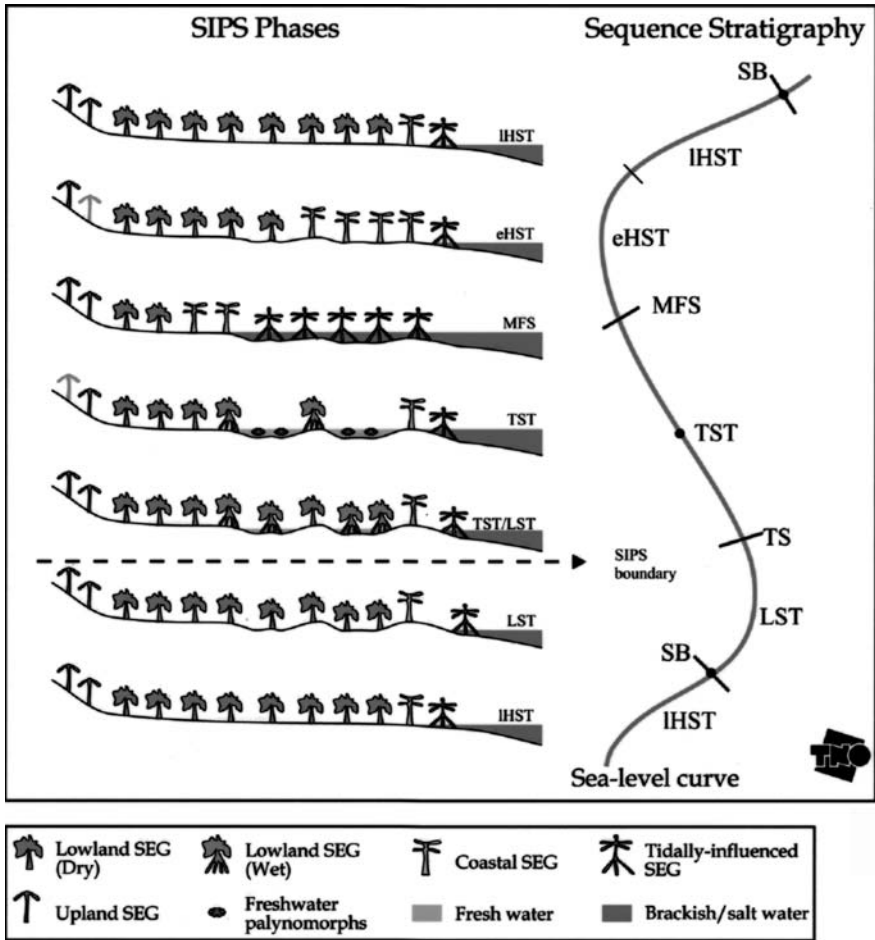 SIPS Phases
Sequence Stratigraphy
SB
lHST
lHST
eHST
eHST
MFS
MFS
TST
TST
TST/LST
TS
SIPS
boundary
LST
LST
SB
lHST
lHST
Sea-level curve
TNO
Lowland SEG
(Dry)
Lowland SEG
(Wet)
Coastal SEG
Tidally-influenced
SEG
Upland SEG
Freshwater
palynomorphs
Fresh water
Brackish/salt water